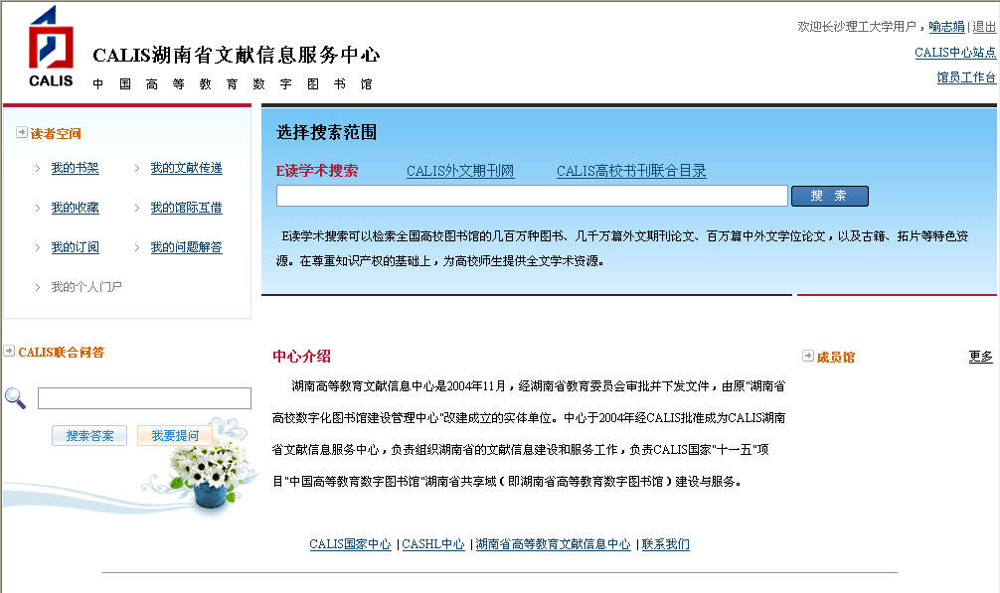 欢迎长沙理工大学用户，喻志娟 | 退出
CALIS
CALIS湖南省文献信息服务中心
中国高等教育数字图书馆
CALIS中心站点
馆员工作台
读者空间
我的书架 我的文献传递
我的收藏 我的馆际互借
我的订阅 我的问题解答
我的个人门户
选择搜索范围
E读学术搜索 CALIS外文期刊网 CALIS高校书刊联合目录
搜 索
E读学术搜索可以检索全国高校图书馆的几百万种图书、几千万篇外文期刊论文、百万篇中外文学位论文，以及古籍、拓片等特色资
源。在尊重知识产权的基础上，为高校师生提供全文学术资源。
CALIS联合问答
搜索答案 我要提问
中心介绍
湖南高等教育文献信息中心是2004年11月，经湖南省教育委员会审批并下发文件，由原"湖南省
高校数字化图书馆建设管理中心"改建成立的实体单位。中心于2004年经CALIS批准成为CALIS湖南
省文献信息服务中心，负责组织湖南省的文献信息建设和服务工作，负责CALIS国家"十一五"项
目"中国高等教育数字图书馆"湖南省共享域（即湖南省高等教育数字图书馆）建设与服务。
成员馆 更多
CALIS国家中心 | CASHL中心 | 湖南省高等教育文献信息中心 | 联系我们